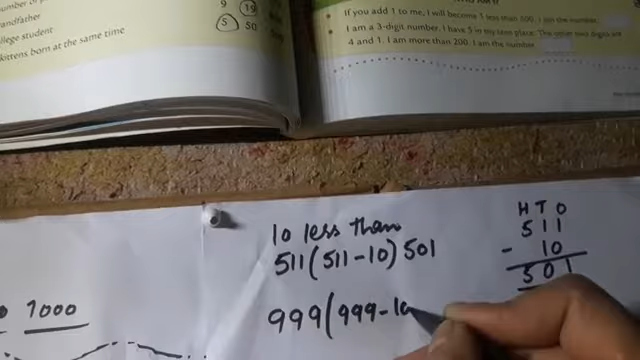 9 19
5 50
grandfather
college student
kittens born at the same time
If you add 1 to me, I will become 1 less than 500. I am the number
I am a 3-digit number. I have 5 in my tens place. The other two digits are
4 and 1. I am more than 200. I am the number
10 less than
511(511-10)501
999(999-10
H T O
5 1 1
- 1 0
5 0 1
1000